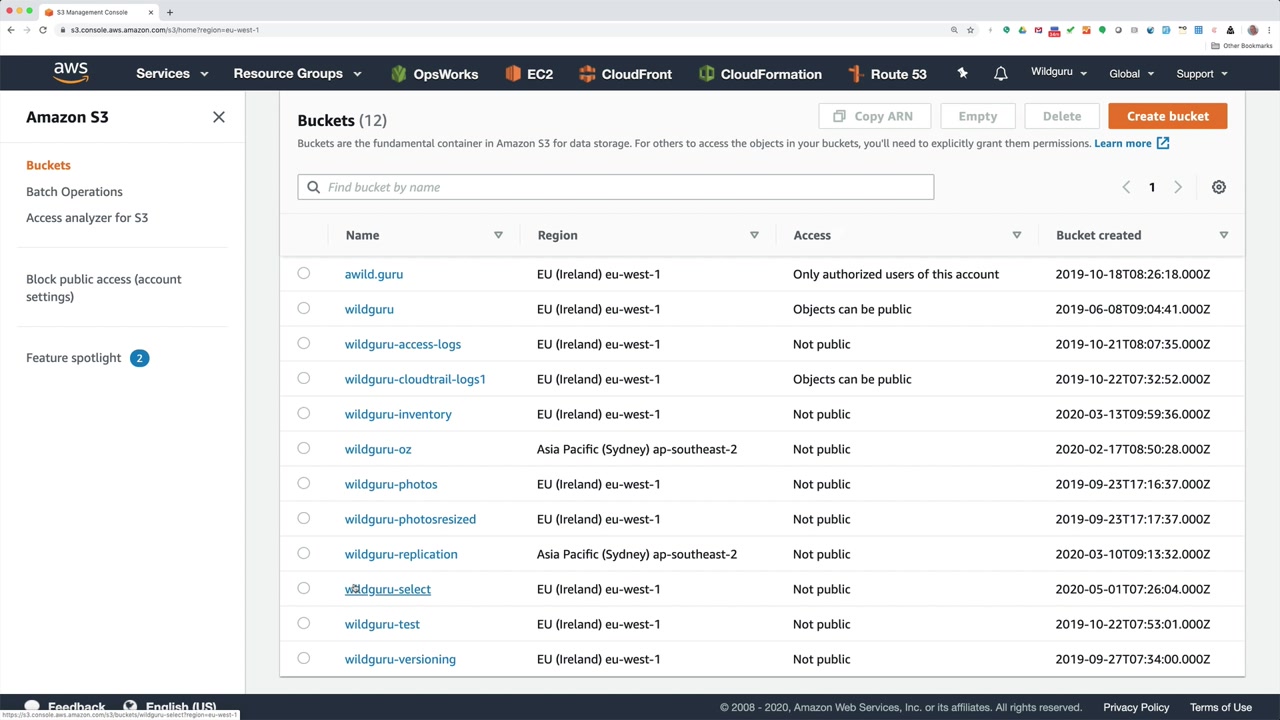 S3 Management Console
s3.console.aws.amazon.com/s3/home?region=eu-west-1
Other Bookmarks
aws
Services
Resource Groups
OpsWorks
EC2
CloudFront
CloudFormation
Route 53
Wildguru
Global
Support
Amazon S3
Buckets
Batch Operations
Access analyzer for S3
Block public access (account
settings)
Feature spotlight 2
Buckets (12)
Copy ARN
Empty
Delete
Create bucket
Buckets are the fundamental container in Amazon S3 for data storage. For others to access the objects in your buckets, you'll need to explicitly grant them permissions. Learn more
Find bucket by name
1
Name Region Access Bucket created
awild.guru EU (Ireland) eu-west-1 Only authorized users of this account 2019-10-18T08:26:18.000Z
wildguru EU (Ireland) eu-west-1 Objects can be public 2019-06-08T09:04:41.000Z
wildguru-access-logs EU (Ireland) eu-west-1 Not public 2019-10-21T08:07:35.000Z
wildguru-cloudtrail-logs1 EU (Ireland) eu-west-1 Objects can be public 2019-10-22T07:32:52.000Z
wildguru-inventory EU (Ireland) eu-west-1 Not public 2020-03-13T09:59:36.000Z
wildguru-oz Asia Pacific (Sydney) ap-southeast-2 Not public 2020-02-17T08:50:28.000Z
wildguru-photos EU (Ireland) eu-west-1 Not public 2019-09-23T17:16:37.000Z
wildguru-photosresized EU (Ireland) eu-west-1 Not public 2019-09-23T17:17:37.000Z
wildguru-replication Asia Pacific (Sydney) ap-southeast-2 Not public 2020-03-10T09:13:32.000Z
wildguru-select EU (Ireland) eu-west-1 Not public 2020-05-01T07:26:04.000Z
wildguru-test EU (Ireland) eu-west-1 Not public 2019-10-22T07:53:01.000Z
wildguru-versioning EU (Ireland) eu-west-1 Not public 2019-09-27T07:34:00.000Z
Feedback
English (US)
© 2008 - 2020, Amazon Web Services, Inc. or its affiliates. All rights reserved.
Privacy Policy
Terms of Use
https://s3.console.aws.amazon.com/s3/buckets/wildguru-select?region=eu-west-1